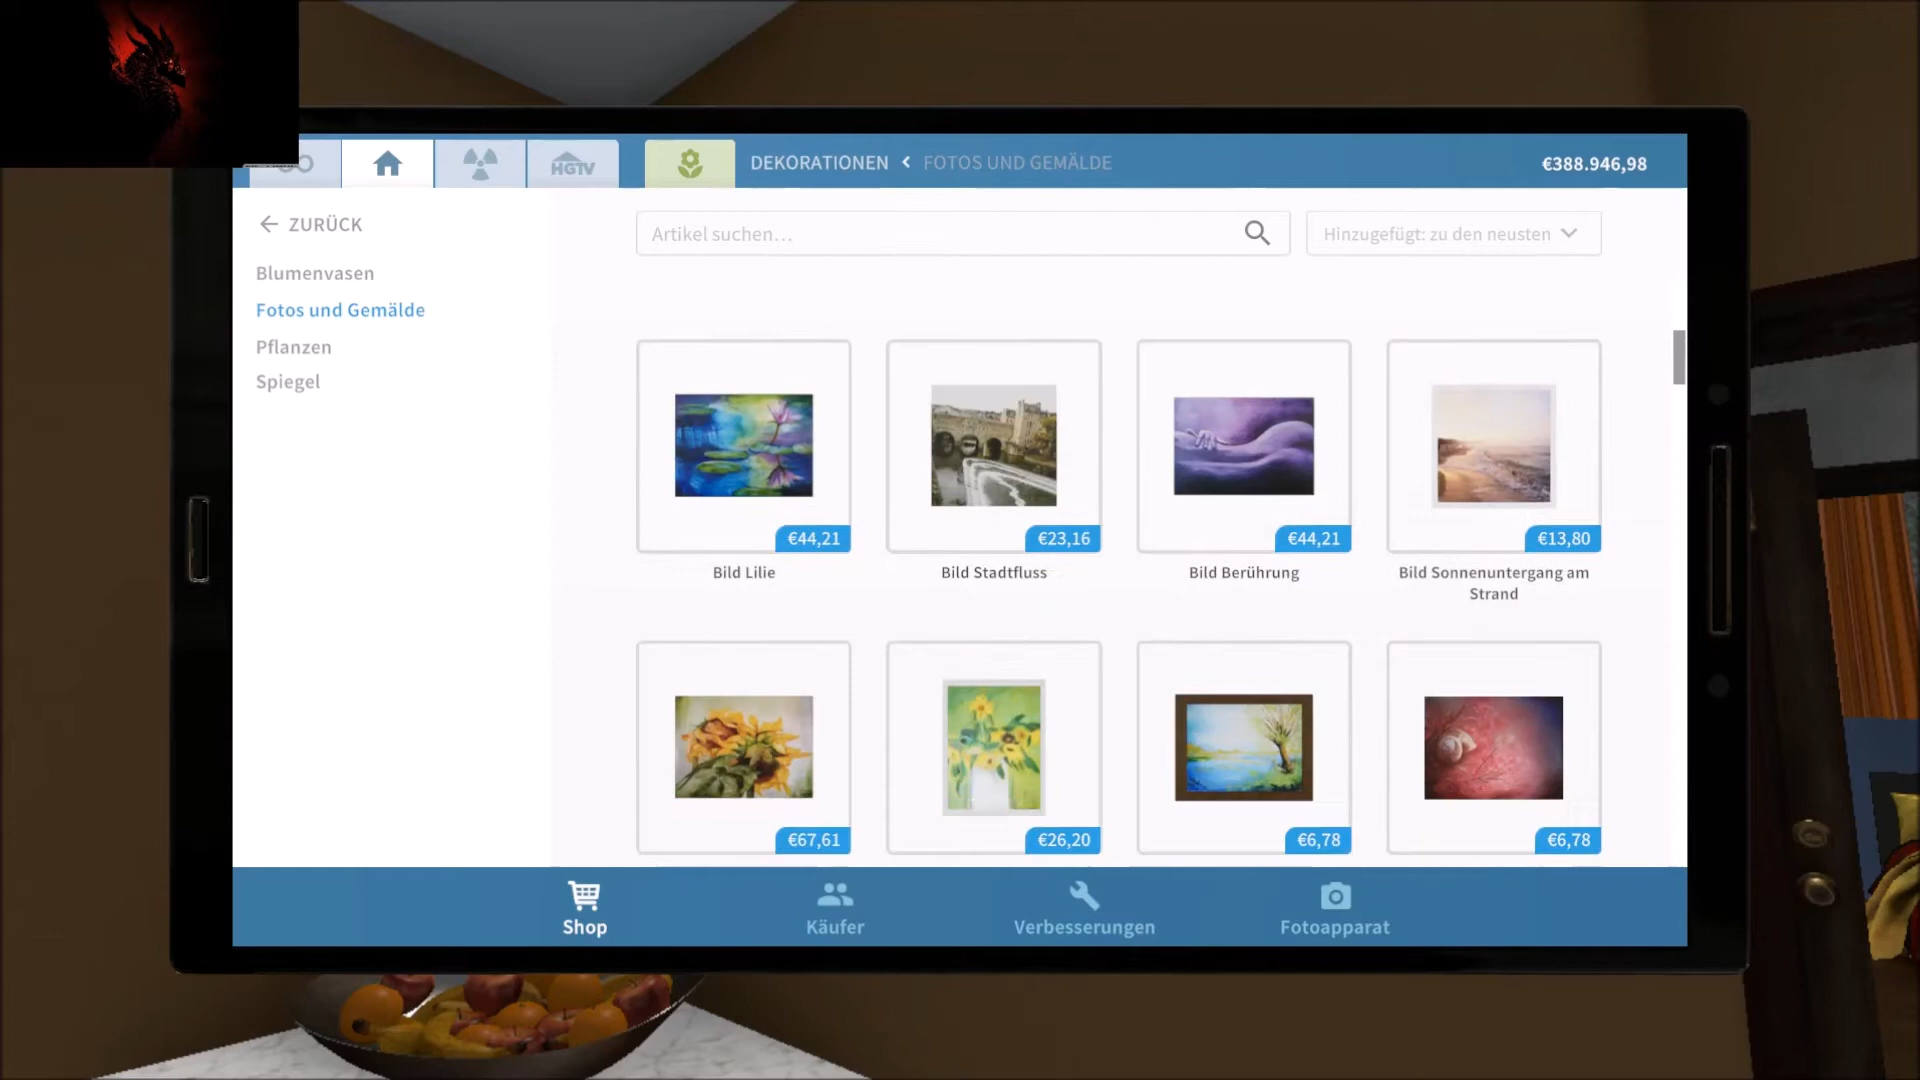 HGTV
DEKORATIONEN
FOTOS UND GEMÄLDE
€388.946,98
ZURÜCK
Artikel suchen...
Hinzugefügt: zu den neusten
Blumenvasen
Fotos und Gemälde
Pflanzen
Spiegel
€44,21
€23,16
€44,21
€13,80
Bild Lilie
Bild Stadtfluss
Bild Berührung
Bild Sonnenuntergang am
Strand
€67,61
€26,20
€6,78
€6,78
Shop
Käufer
Verbesserungen
Fotoapparat